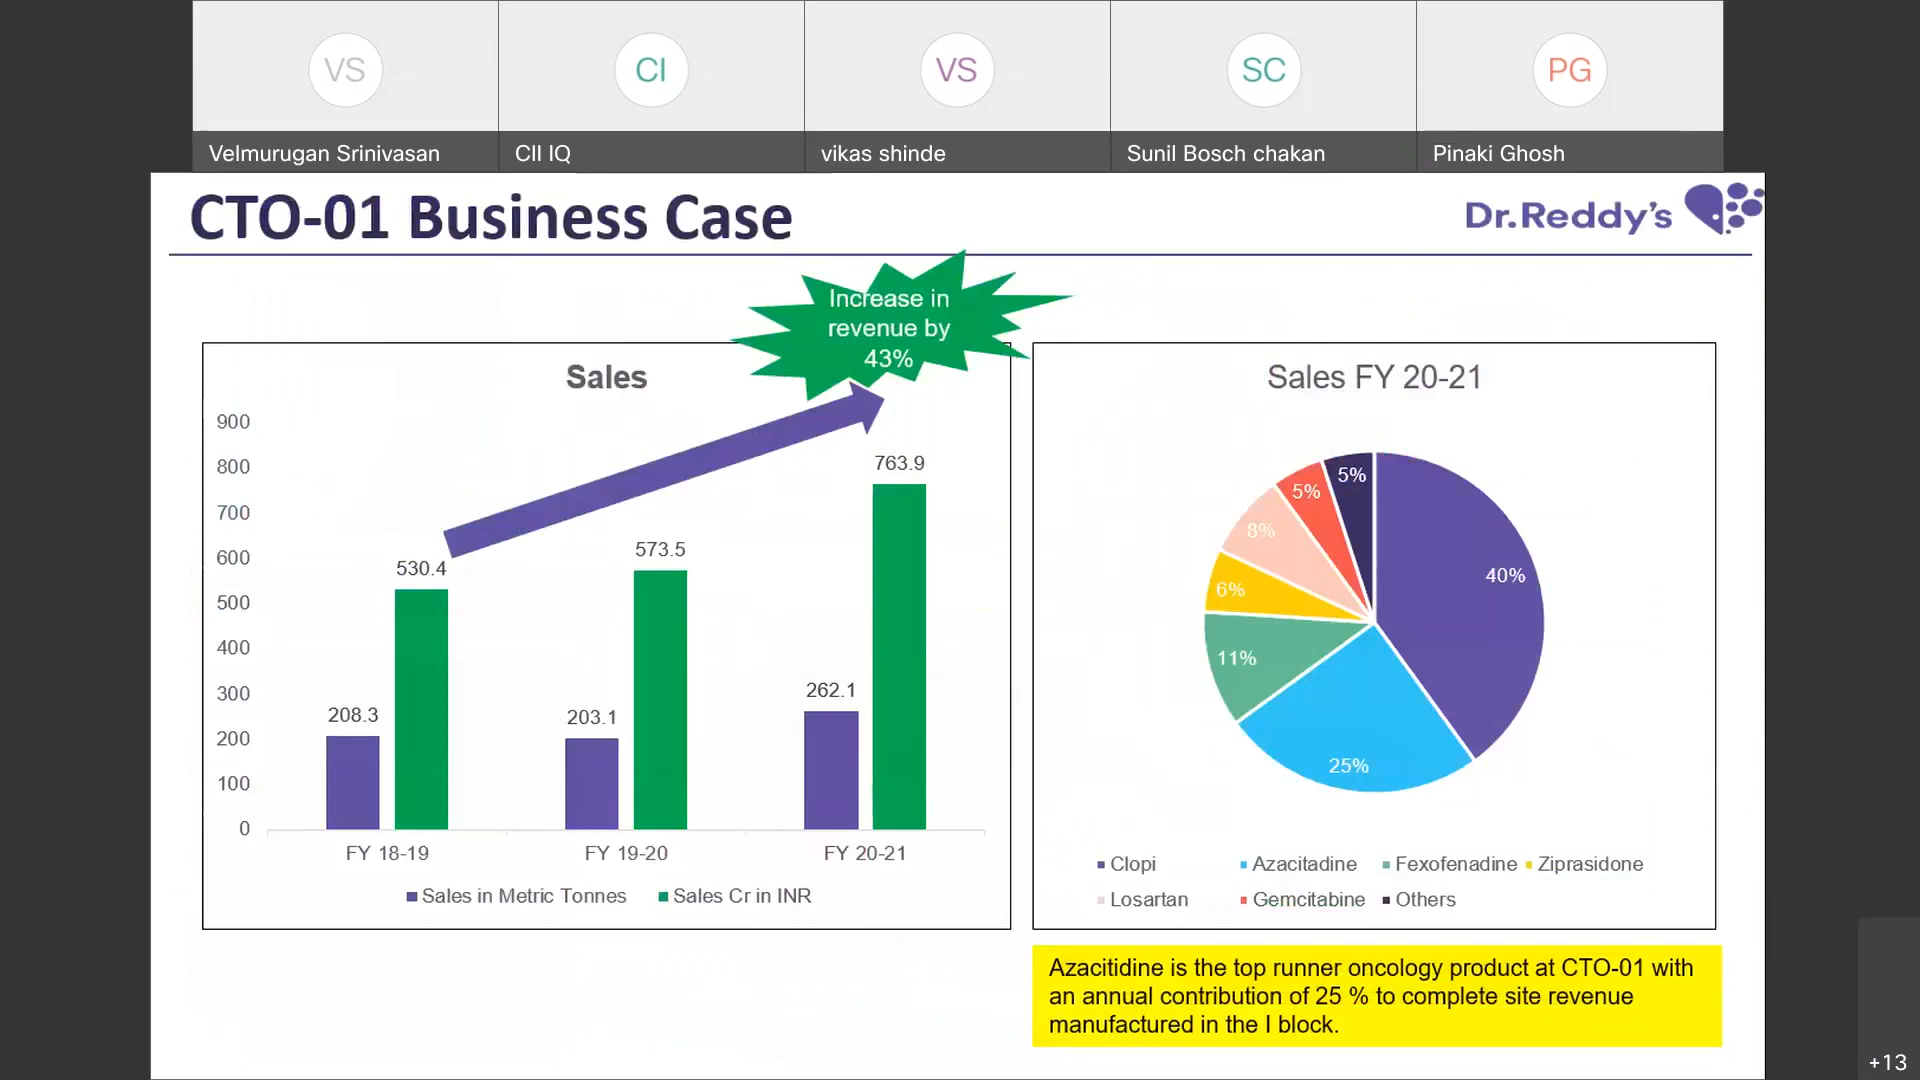 VS
CI
VS
SC
PG
Velmurugan Srinivasan
CII IQ
vikas shinde
Sunil Bosch chakan
Pinaki Ghosh
CTO-01 Business Case
Dr.Reddy's
Increase in
revenue by
43%
Sales
900
800
700
600
500
400
300
200
100
0
208.3
530.4
203.1
573.5
262.1
763.9
FY 18-19
FY 19-20
FY 20-21
Sales in Metric Tonnes
Sales Cr in INR
Sales FY 20-21
40%
25%
11%
6%
8%
5%
5%
Clopi
Azacitadine
Fexofenadine
Ziprasidone
Losartan
Gemcitabine
Others
Azacitidine is the top runner oncology product at CTO-01 with
an annual contribution of 25 % to complete site revenue
manufactured in the I block.
+13